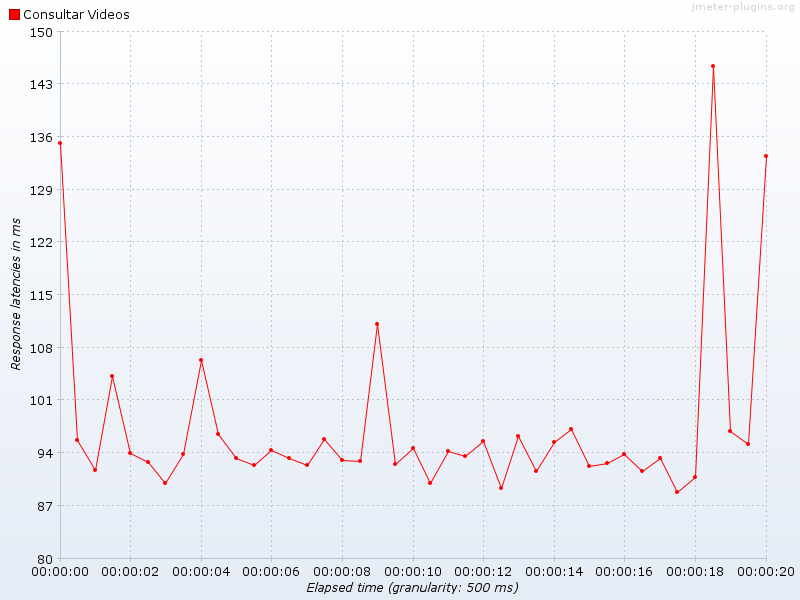 jmeter-plugins.org
Consultar Videos
150
143
136
129
122
115
108
101
94
87
80
Response latencies in ms
00:00:00 00:00:02 00:00:04 00:00:06 00:00:08 00:00:10 00:00:12 00:00:14 00:00:16 00:00:18 00:00:20
Elapsed time (granularity: 500 ms)